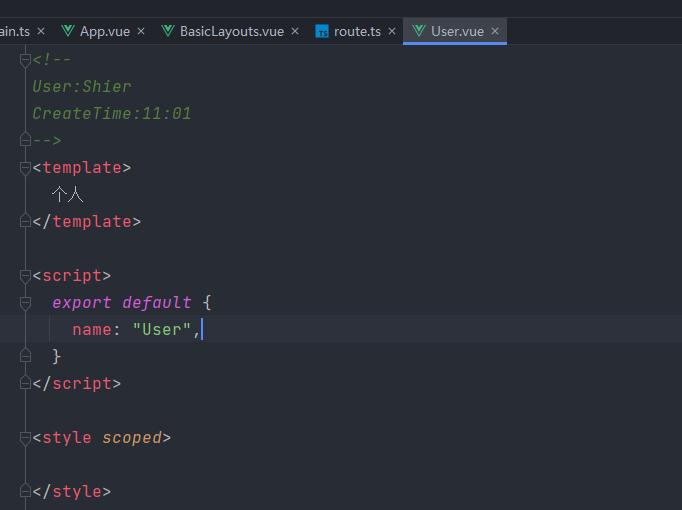 ain.ts × App.vue × BasicLayouts.vue × route.ts × User.vue ×
<!--
User:Shier
CreateTime:11:01
-->
<template>
  个人
</template>

<script>
  export default {
    name: "User",
  }
</script>

<style scoped>

</style>